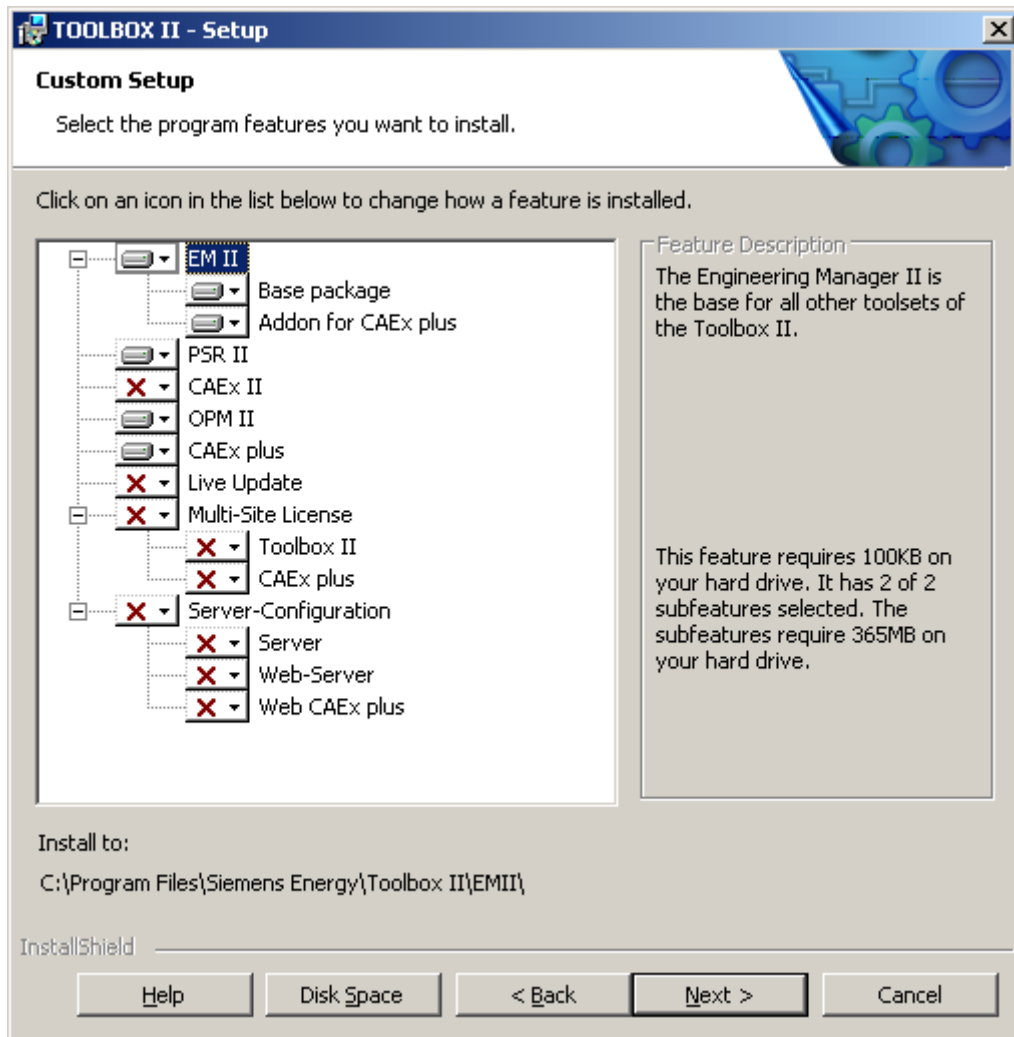 TOOLBOX II - Setup
Custom Setup
Select the program features you want to install.
Click on an icon in the list below to change how a feature is installed.
EM II
Base package
Addon for CAEx plus
PSR II
CAEx II
OPM II
CAEx plus
Live Update
Multi-Site License
Toolbox II
CAEx plus
Server-Configuration
Server
Web-Server
Web CAEx plus
Feature Description
The Engineering Manager II is
the base for all other toolsets of
the Toolbox II.
This feature requires 100KB on
your hard drive. It has 2 of 2
subfeatures selected. The
subfeatures require 365MB on
your hard drive.
Install to:
C:\Program Files\Siemens Energy\Toolbox II\EMII\
InstallShield
Help
Disk Space
< Back
Next >
Cancel